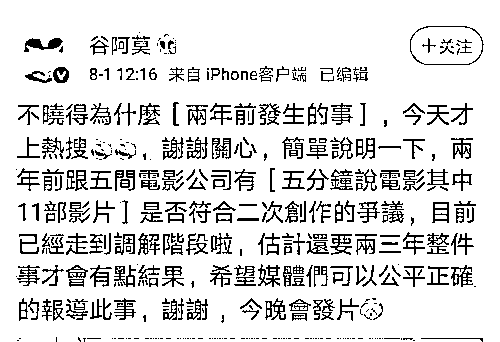 谷阿莫
+关注
8-1 12:16 来自 iPhone客户端 已编辑
不曉得為什麼[兩年前發生的事]，今天才
上熱搜，謝謝關心，簡單說明一下，兩
年前跟五間電影公司有[五分鐘說電影其中
11部影片]是否符合二次創作的爭議，目前
已經走到調解階段啦，估計還要兩三年整件
事才會有點結果，希望媒體們可以公平正確
的報導此事，謝謝，今晚會發片